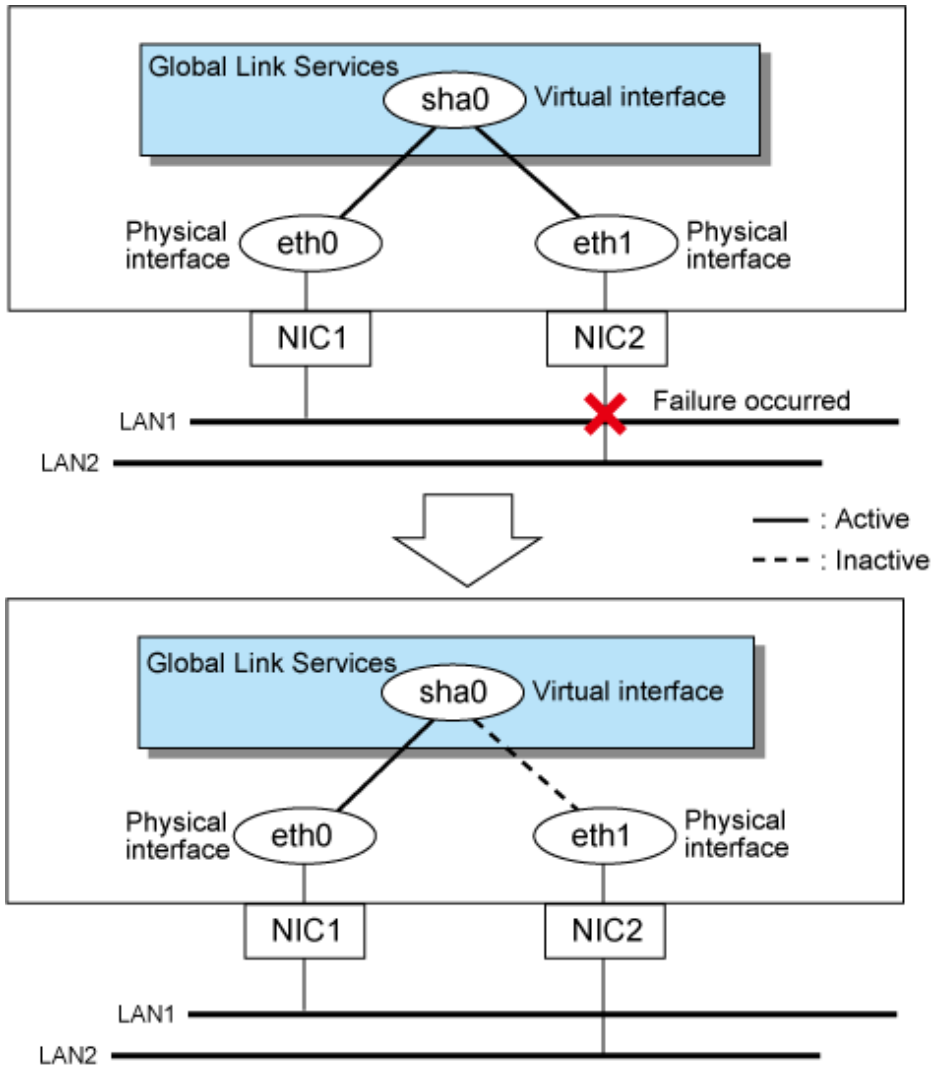 Global Link Services
sha0
Virtual interface
Physical
interface
eth0
eth1
Physical
interface
NIC1
NIC2
Failure occurred
LAN1
LAN2
: Active
: Inactive
Global Link Services
sha0
Virtual interface
Physical
interface
eth0
eth1
Physical
interface
NIC1
NIC2
LAN1
LAN2